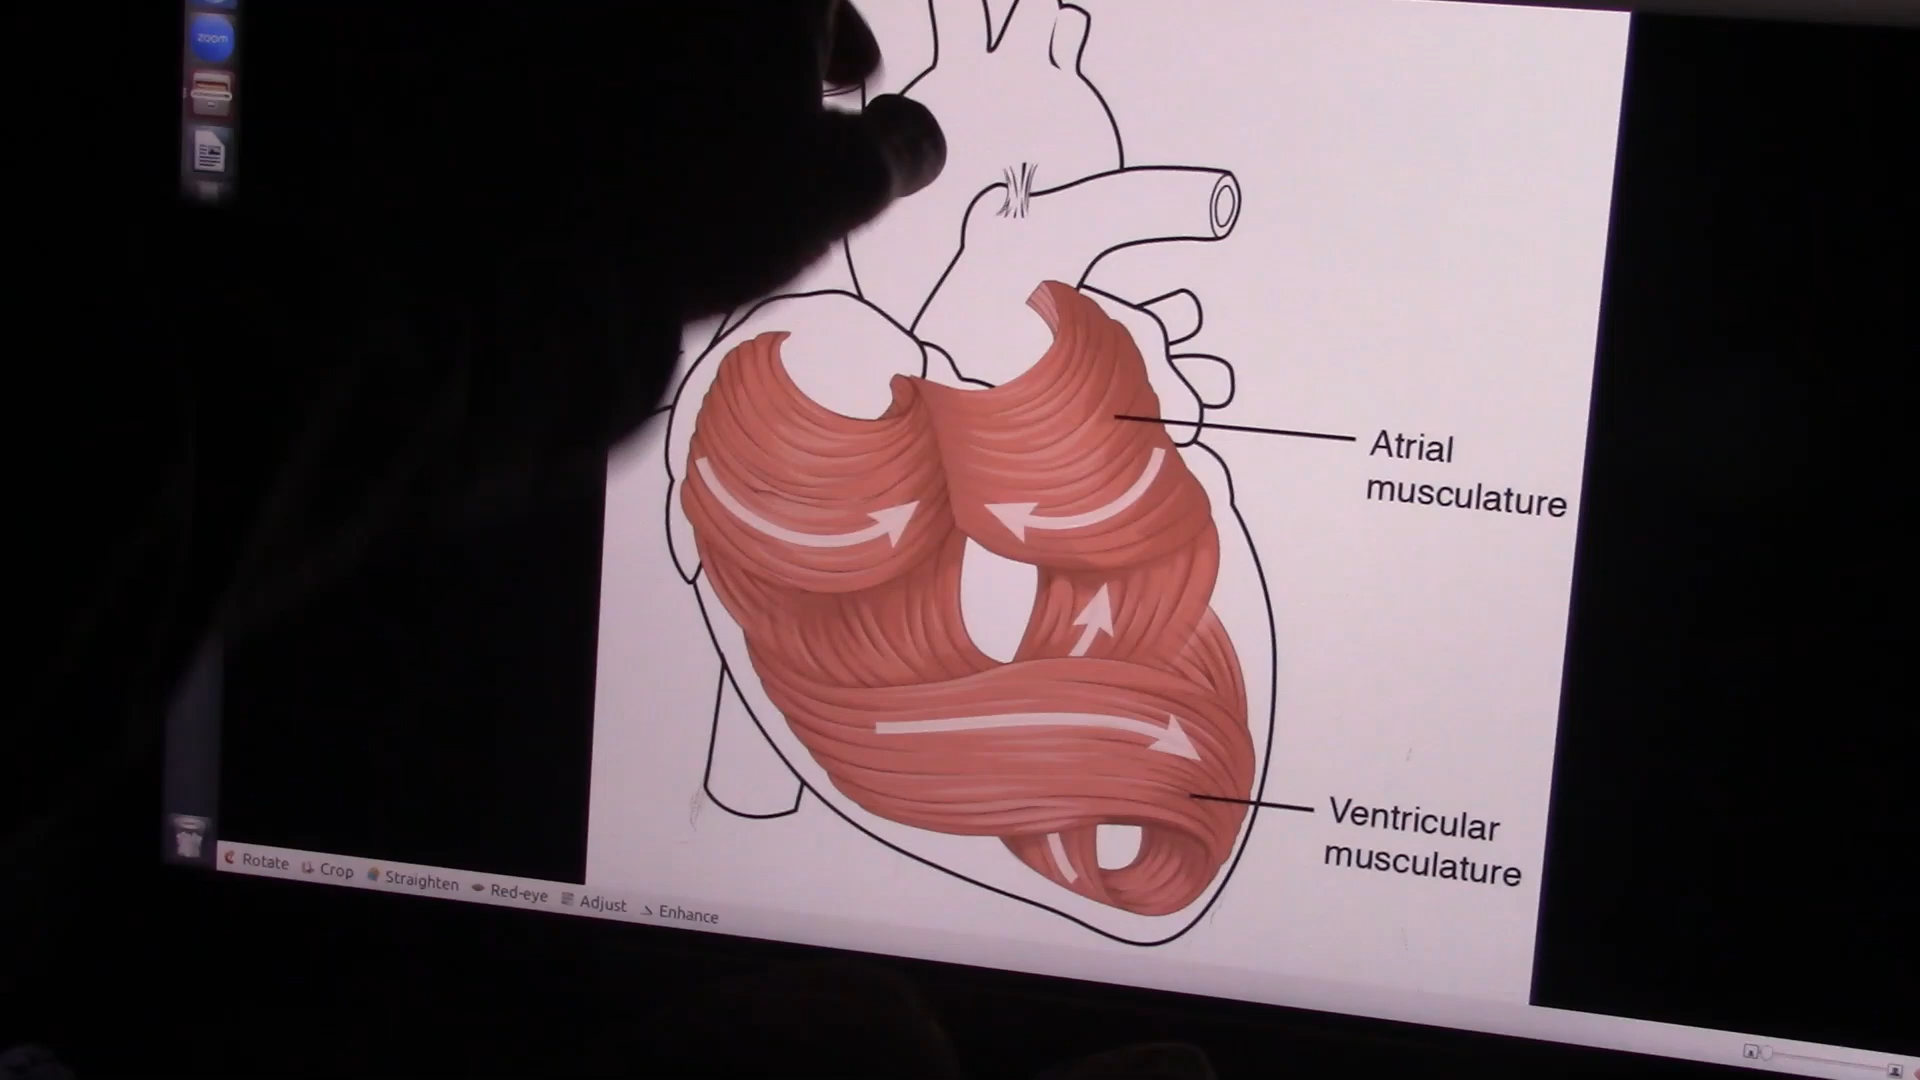 zoom
Atrial
musculature
Ventricular
musculature
Rotate Crop Straighten Red-eye Adjust Enhance